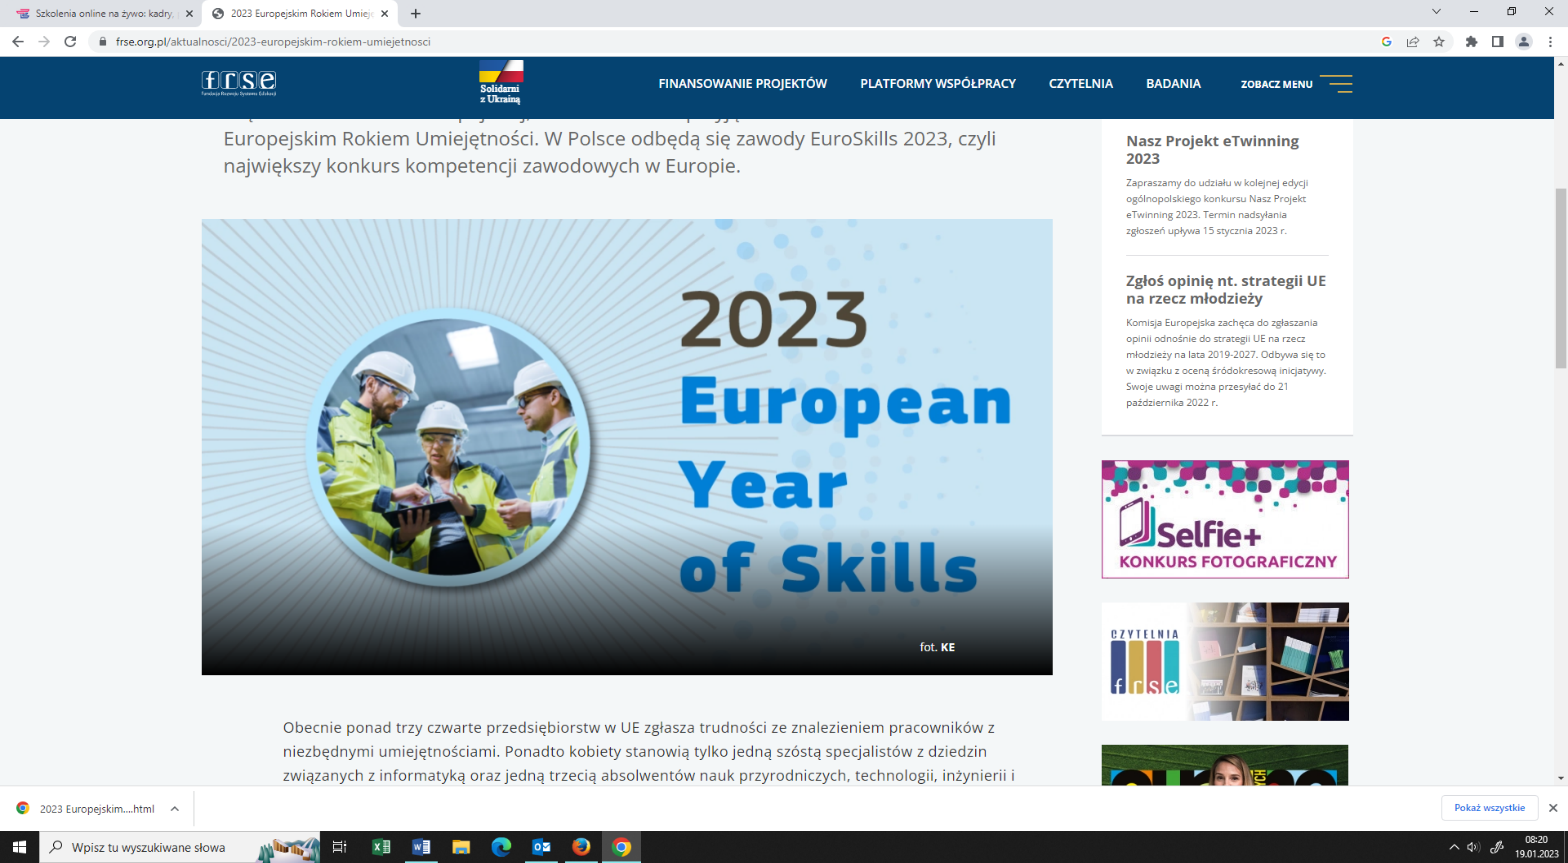 Szkolenia online na żywo: kadry,
2023 Europejskim Rokiem Umieję
frse.org.pl/aktualnosci/2023-europejskim-rokiem-umiejetnosci
frse
Fundacja Rozwoju Systemu Edukacji
Solidarni
z Ukrainą
FINANSOWANIE PROJEKTÓW
PLATFORMY WSPÓŁPRACY
CZYTELNIA
BADANIA
ZOBACZ MENU
Europejskim Rokiem Umiejętności. W Polsce odbędą się zawody EuroSkills 2023, czyli
największy konkurs kompetencji zawodowych w Europie.
2023
European
Year
of Skills
fot. KE
Obecnie ponad trzy czwarte przedsiębiorstw w UE zgłasza trudności ze znalezieniem pracowników z
niezbędnymi umiejętnościami. Ponadto kobiety stanowią tylko jedną szóstą specjalistów z dziedzin
związanych z informatyką oraz jedną trzecią absolwentów nauk przyrodniczych, technologii, inżynierii i
Nasz Projekt eTwinning
2023
Zapraszamy do udziału w kolejnej edycji
ogólnopolskiego konkursu Nasz Projekt
eTwinning 2023. Termin nadsyłania
zgłoszeń upływa 15 stycznia 2023 r.
Zgłoś opinię nt. strategii UE
na rzecz młodzieży
Komisja Europejska zachęca do zgłaszania
opinii odnośnie do strategii UE na rzecz
młodzieży na lata 2019-2027. Odbywa się to
w związku z oceną śródokresową inicjatywy.
Swoje uwagi można przesyłać do 21
października 2022 r.
Selfie+
KONKURS FOTOGRAFICZNY
CZYTELNIA
frse
2023 Europejskim....html
Pokaż wszystkie
Wpisz tu wyszukiwane słowa
08:20
19.01.2023